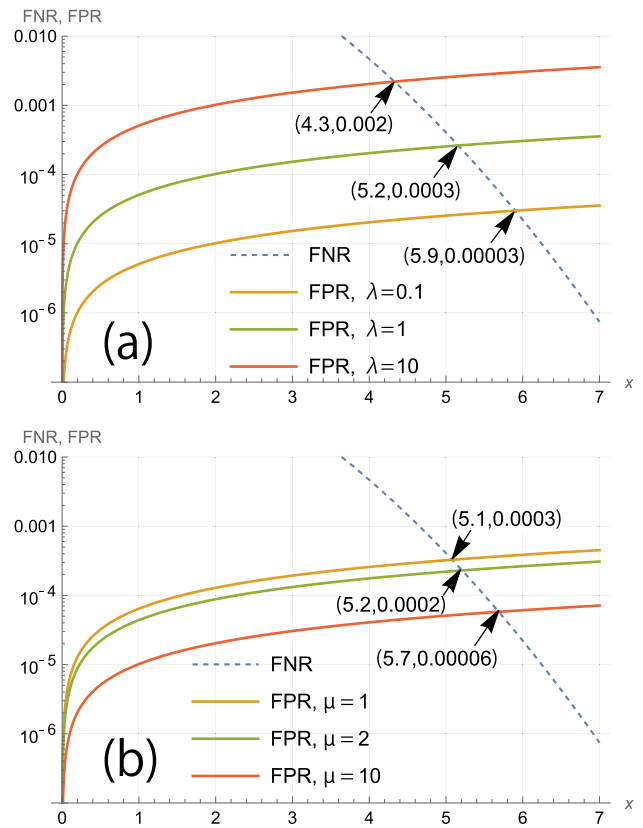 FNR, FPR
0.010
0.001
10⁻⁴
10⁻⁵
10⁻⁶
(4.3,0.002)
(5.2,0.0003)
(5.9,0.00003)
FNR
FPR, λ=0.1
FPR, λ=1
FPR, λ=10
(a)
0 1 2 3 4 5 6 7 x
FNR, FPR
0.010
0.001
10⁻⁴
10⁻⁵
10⁻⁶
(5.1,0.0003)
(5.2,0.0002)
(5.7,0.00006)
FNR
FPR, μ=1
FPR, μ=2
FPR, μ=10
(b)
0 1 2 3 4 5 6 7 x